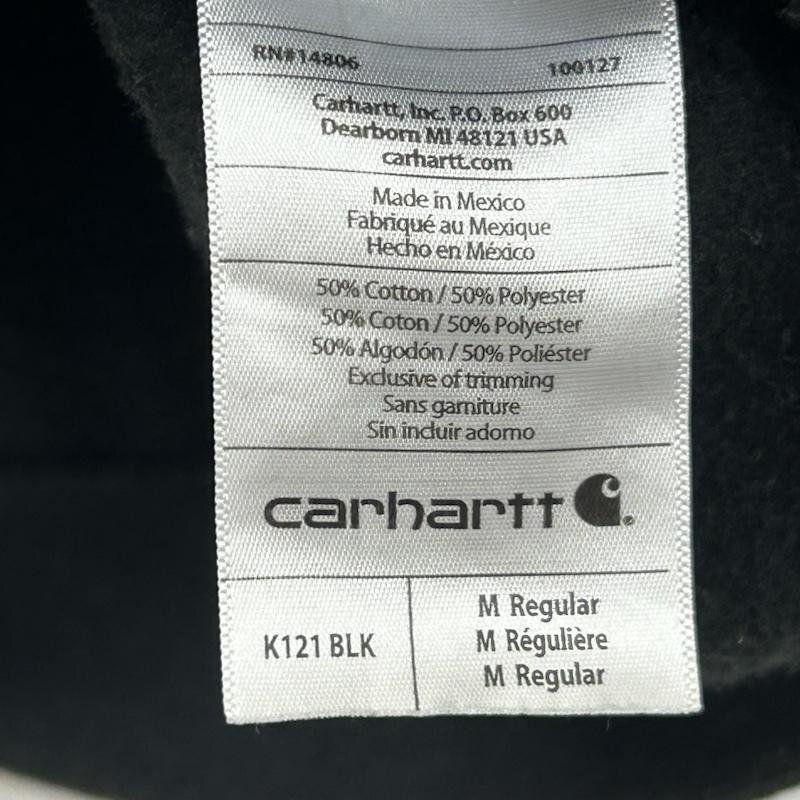 RN#14806 100127
Carhartt, Inc. P.O. Box 600
Dearborn MI 48121 USA
carhartt.com
Made in Mexico
Fabriqué au Mexique
Hecho en México
50% Cotton / 50% Polyester
50% Coton / 50% Polyester
50% Algodón / 50% Poliéster
Exclusive of trimming
Sans garniture
Sin incluir adorno
carhartt
K121 BLK
M Regular
M Régulière
M Regular